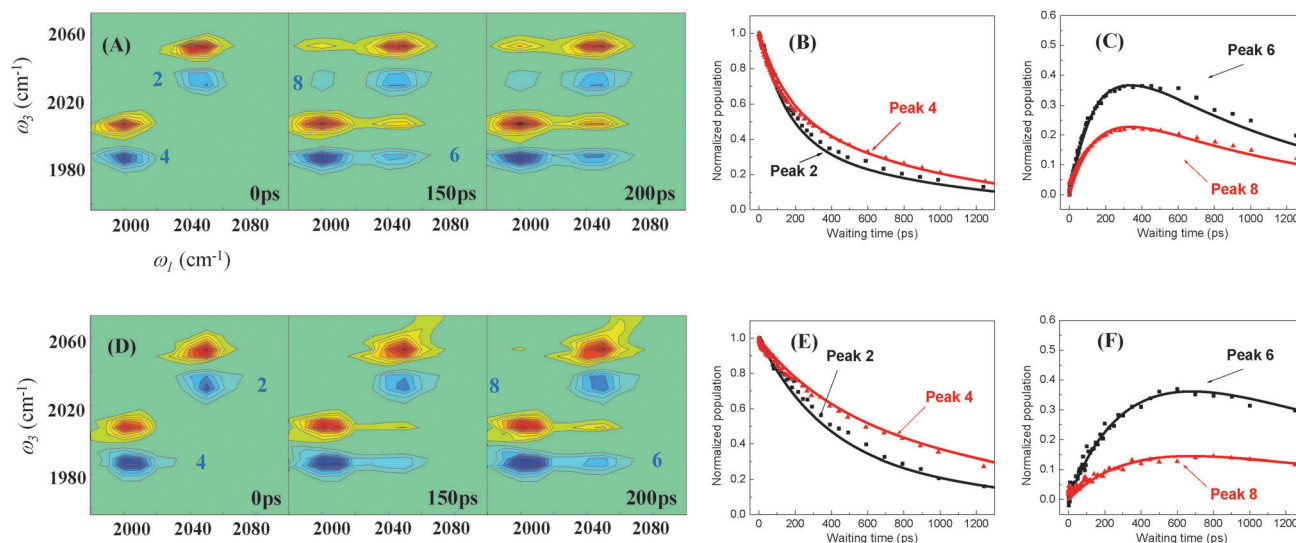 (A)
2060
2020
1980
ω3 (cm-1)
2
4
0ps
8
6
150ps
200ps
2000 2040 2080 2000 2040 2080 2000 2040 2080
ω1 (cm-1)
(B)
Normalized population
1.0
0.8
0.6
0.4
0.2
0.0
Peak 4
Peak 2
0 200 400 600 800 1000 1200
Waiting time (ps)
(C)
Normalized population
0.6
0.5
0.4
0.3
0.2
0.1
0.0
Peak 6
Peak 8
0 200 400 600 800 1000 1200
Waiting time (ps)
(D)
2060
2020
1980
ω3 (cm-1)
2
4
0ps
150ps
8
6
200ps
2000 2040 2080 2000 2040 2080 2000 2040 2080
(E)
Normalized population
1.0
0.8
0.6
0.4
0.2
0.0
Peak 2
Peak 4
0 200 400 600 800 1000 1200
Waiting time (ps)
(F)
Normalized population
0.6
0.5
0.4
0.3
0.2
0.1
0.0
Peak 6
Peak 8
0 200 400 600 800 1000 1200
Waiting time (ps)